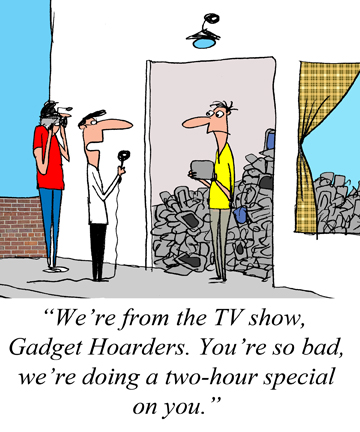 “We’re from the TV show,
Gadget Hoarders. You’re so bad,
we’re doing a two-hour special
on you.”